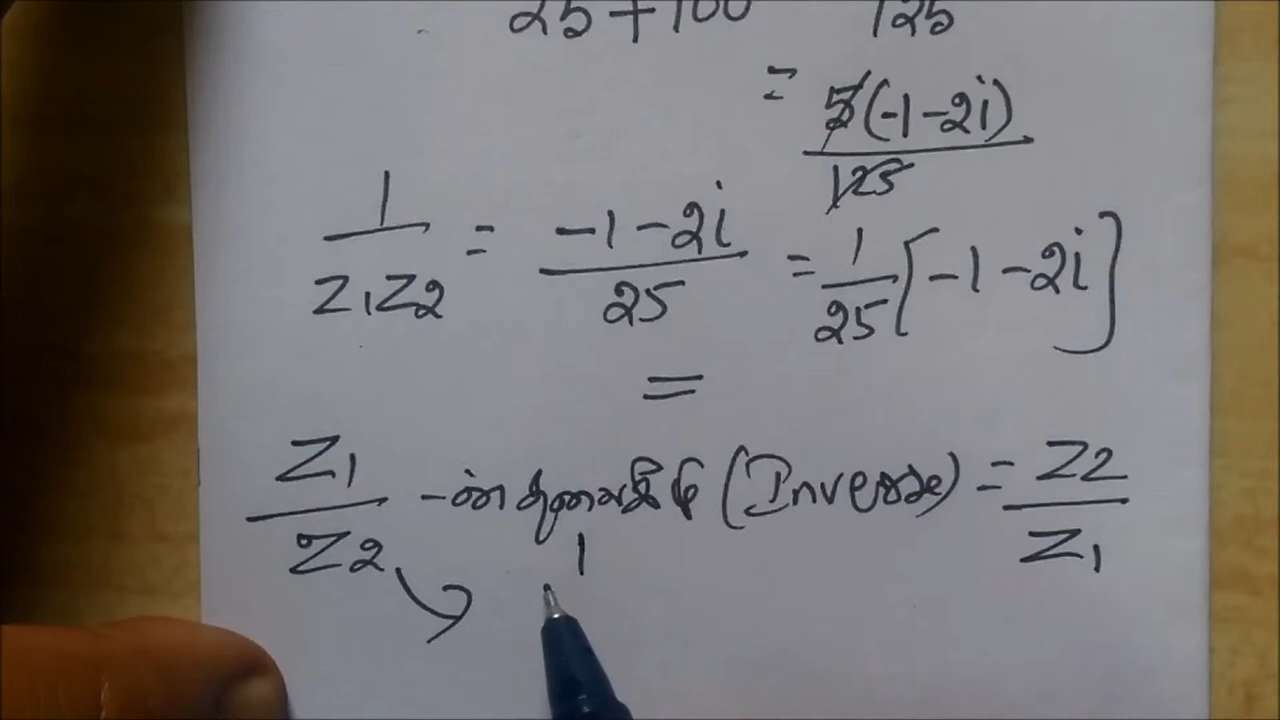 25 + 100 125
= 5(-1-2i) / 125
1 / Z₁Z₂ = -1-2i / 25 = 1/25 [-1-2i]
=
Z₁ / Z₂ -ன் (Inverse) = Z₂ / Z₁
1